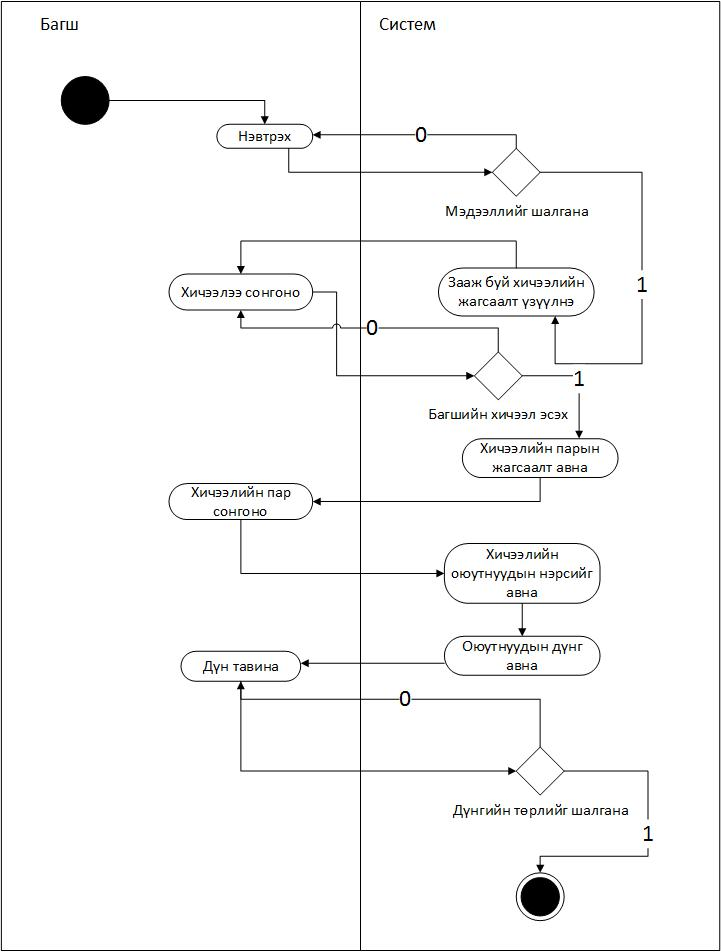 Багш
Систем
Нэвтрэх
0
Мэдээллийг шалгана
Хичээлээ сонгоно
Зааж буй хичээлийн
жагсаалт үзүүлнэ
1
0
1
Багшийн хичээл эсэх
Хичээлийн парын
жагсаалт авна
Хичээлийн пар
сонгоно
Хичээлийн
оюутнуудын нэрсийг
авна
Оюутнуудын дүнг
авна
Дүн тавина
0
Дүнгийн төрлийг шалгана
1